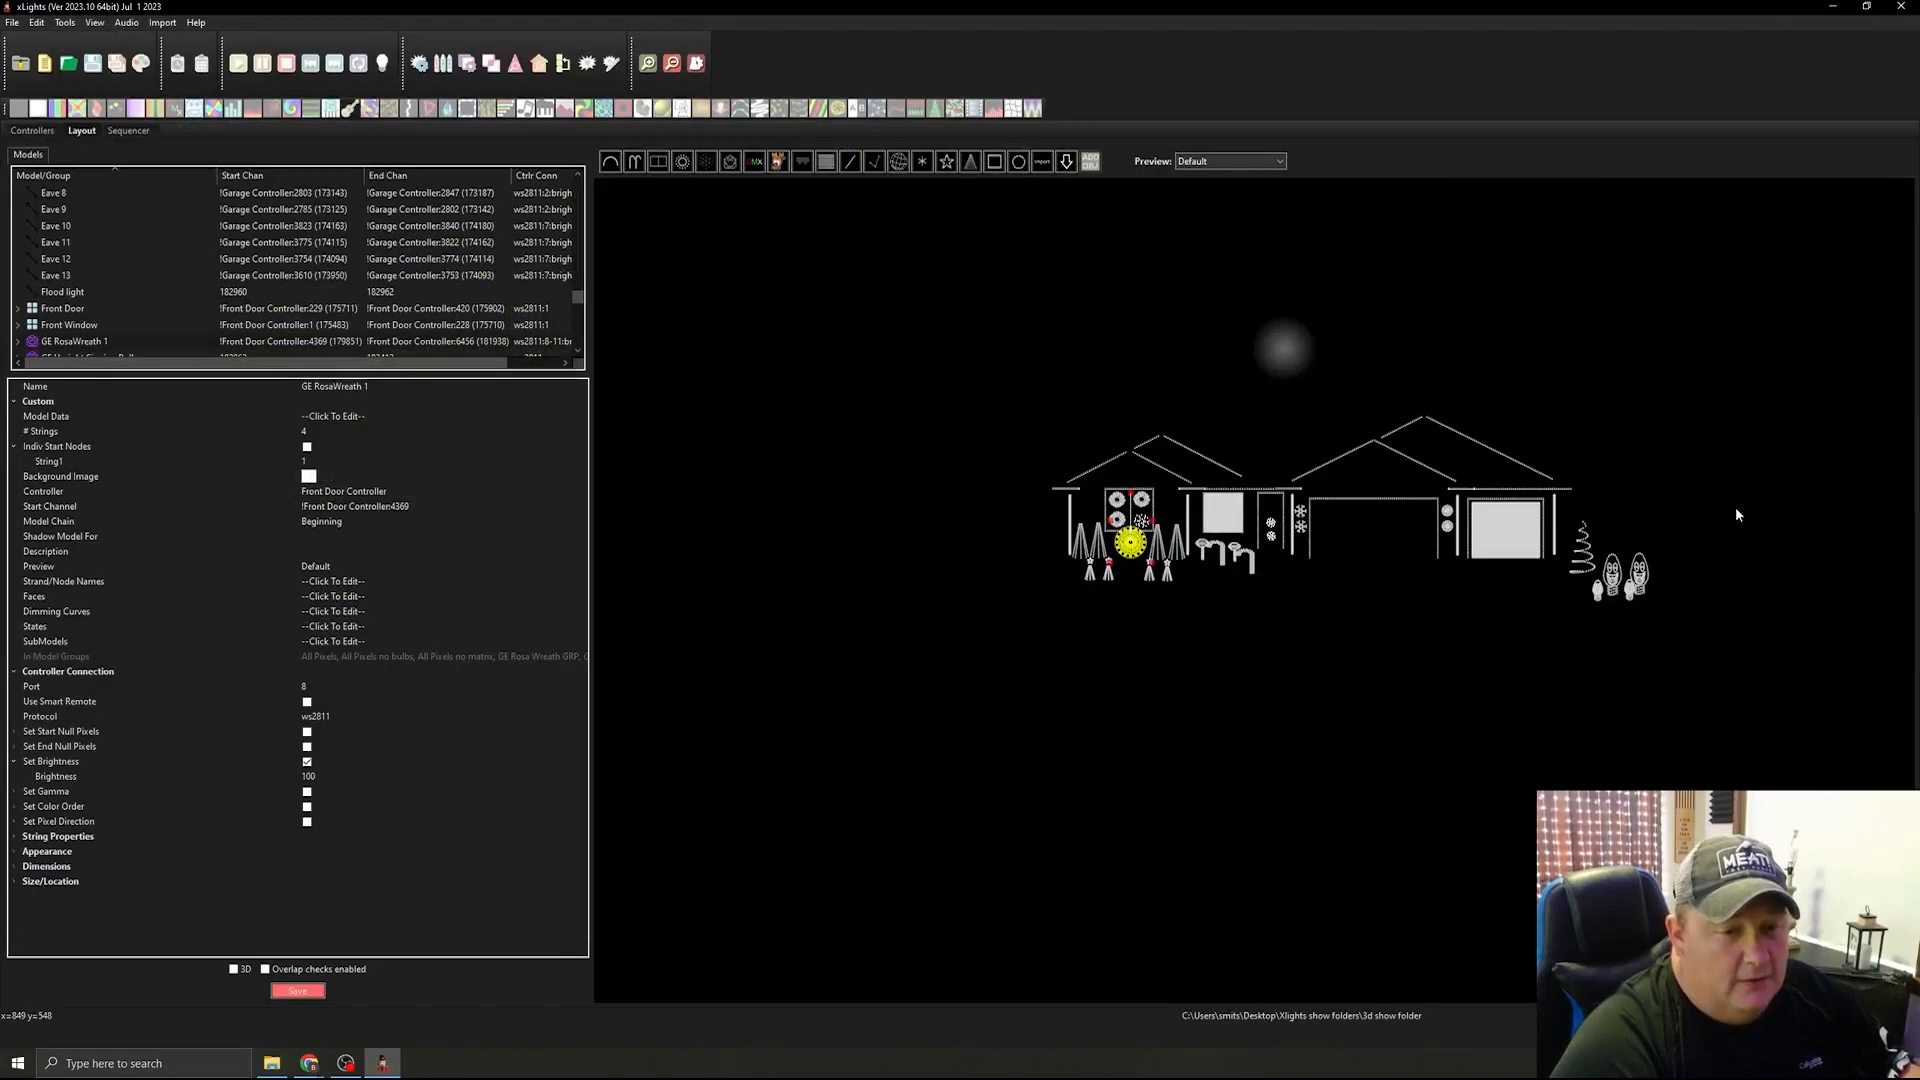 xLights (Ver 2023.10 64bit) Jul 1 2023
File Edit Tools View Audio Import Help
Controllers Layout Sequencer
Models
Preview: Default
Model/Group Start Chan End Chan Ctrlr Conn
Eave 8 !Garage Controller:2803 (173143) !Garage Controller:2847 (173187) ws2811:2:brigh
Eave 9 !Garage Controller:2785 (173125) !Garage Controller:2802 (173142) ws2811:2:brigh
Eave 10 !Garage Controller:3823 (174163) !Garage Controller:3840 (174180) ws2811:7:brigh
Eave 11 !Garage Controller:3775 (174115) !Garage Controller:3822 (174162) ws2811:7:brigh
Eave 12 !Garage Controller:3754 (174094) !Garage Controller:3774 (174114) ws2811:7:brigh
Eave 13 !Garage Controller:3610 (173950) !Garage Controller:3753 (174093) ws2811:7:brigh
Flood light 182960 182962
Front Door !Front Door Controller:229 (175711) !Front Door Controller:420 (175902) ws2811:1
Front Window !Front Door Controller:1 (175483) !Front Door Controller:228 (175710) ws2811:1
GE RosaWreath 1 !Front Door Controller:4369 (179851) !Front Door Controller:6456 (181938) ws2811:8-11:br
Name GE RosaWreath 1
Custom
Model Data --Click To Edit--
# Strings 4
Indiv Start Nodes
String1 1
Background Image
Controller Front Door Controller
Start Channel !Front Door Controller:4369
Model Chain Beginning
Shadow Model For
Description
Preview Default
Strand/Node Names --Click To Edit--
Faces --Click To Edit--
Dimming Curves --Click To Edit--
States --Click To Edit--
SubModels --Click To Edit--
In Model Groups All Pixels, All Pixels no bulbs, All Pixels no matrix, GE Rosa Wreath GRP, G
Controller Connection
Port 8
Use Smart Remote
Protocol ws2811
Set Start Null Pixels
Set End Null Pixels
Set Brightness
Brightness 100
Set Gamma
Set Color Order
Set Pixel Direction
String Properties
Appearance
Dimensions
Size/Location
3D Overlap checks enabled
Save
x=849 y=548
C:\Users\smits\Desktop\Xlights show folders\3d show folder
Type here to search
MEAT!
DMX
import
ADD OBJ